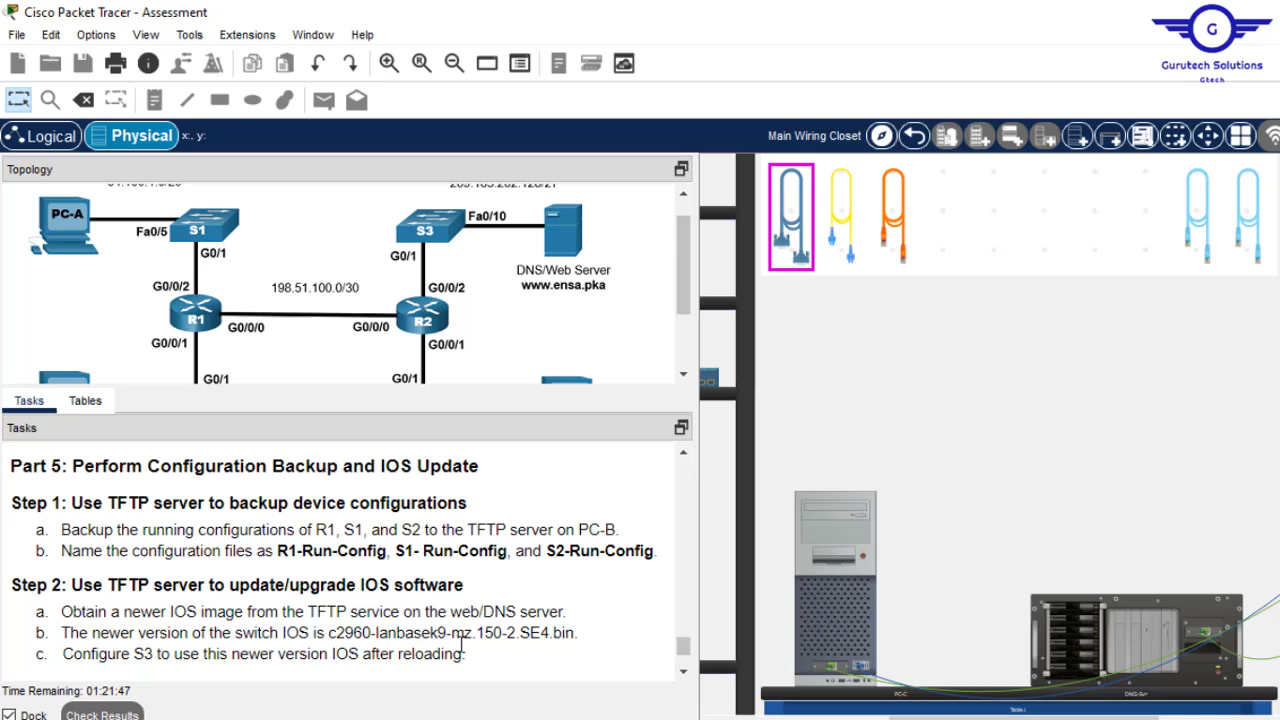 Cisco Packet Tracer - Assessment
File Edit Options View Tools Extensions Window Help
G
Gurutech Solutions
Gtech
Logical Physical x:, y: Main Wiring Closet
Topology
PC-A
Fa0/5
S1
G0/1
S3
Fa0/10
G0/1
DNS/Web Server
www.ensa.pka
G0/0/2
198.51.100.0/30
G0/0/2
R1
G0/0/0
G0/0/0
R2
G0/0/1
G0/0/1
G0/1
G0/1
Tasks Tables
Tasks
Part 5: Perform Configuration Backup and IOS Update
Step 1: Use TFTP server to backup device configurations
a. Backup the running configurations of R1, S1, and S2 to the TFTP server on PC-B.
b. Name the configuration files as R1-Run-Config, S1- Run-Config, and S2-Run-Config.
Step 2: Use TFTP server to update/upgrade IOS software
a. Obtain a newer IOS image from the TFTP service on the web/DNS server.
b. The newer version of the switch IOS is c2960-lanbasek9-mz.150-2.SE4.bin.
c. Configure S3 to use this newer version IOS after reloading.
Time Remaining: 01:21:47
Dock Check Results
PC-C